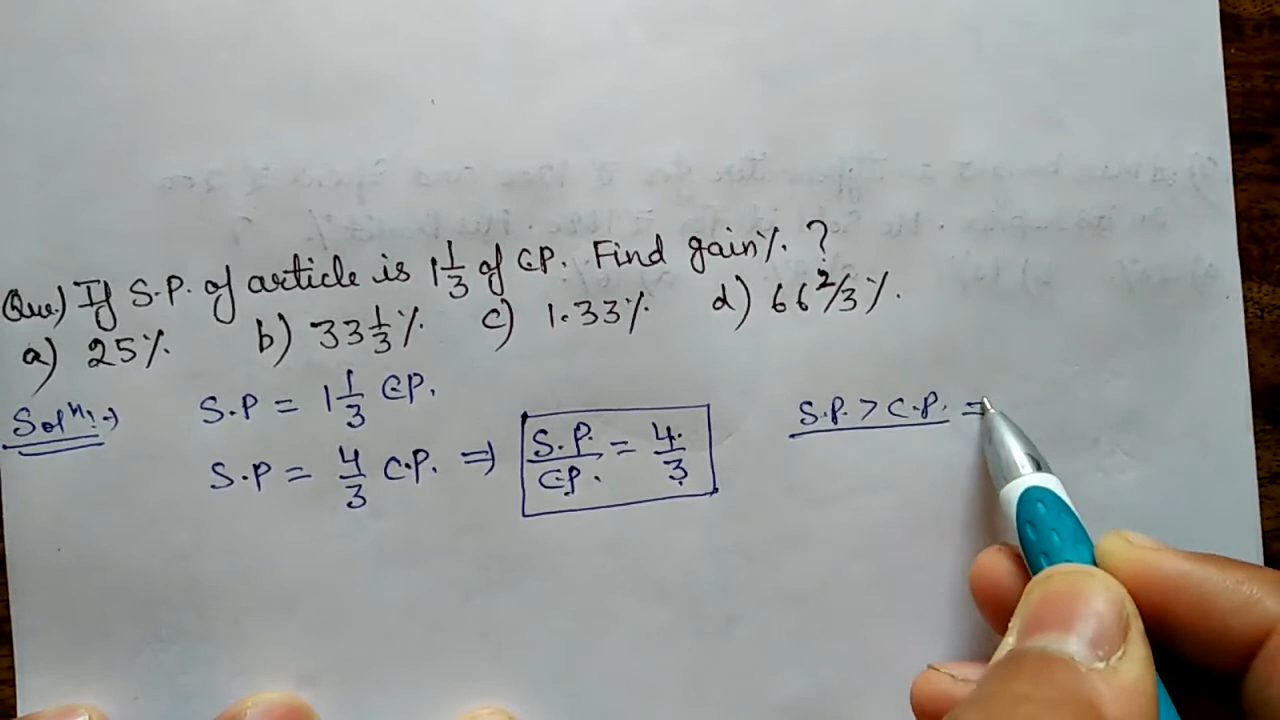 Que) If S.P. of article is 1 1/3 of C.P. Find gain%. ?
a) 25% b) 33 1/3 % c) 1.33% d) 66 2/3 %.
Soln:→ S.P = 1 1/3 C.P.
S.P = 4/3 C.P. ⇒ S.P./C.P. = 4/3
S.P. > C.P. =